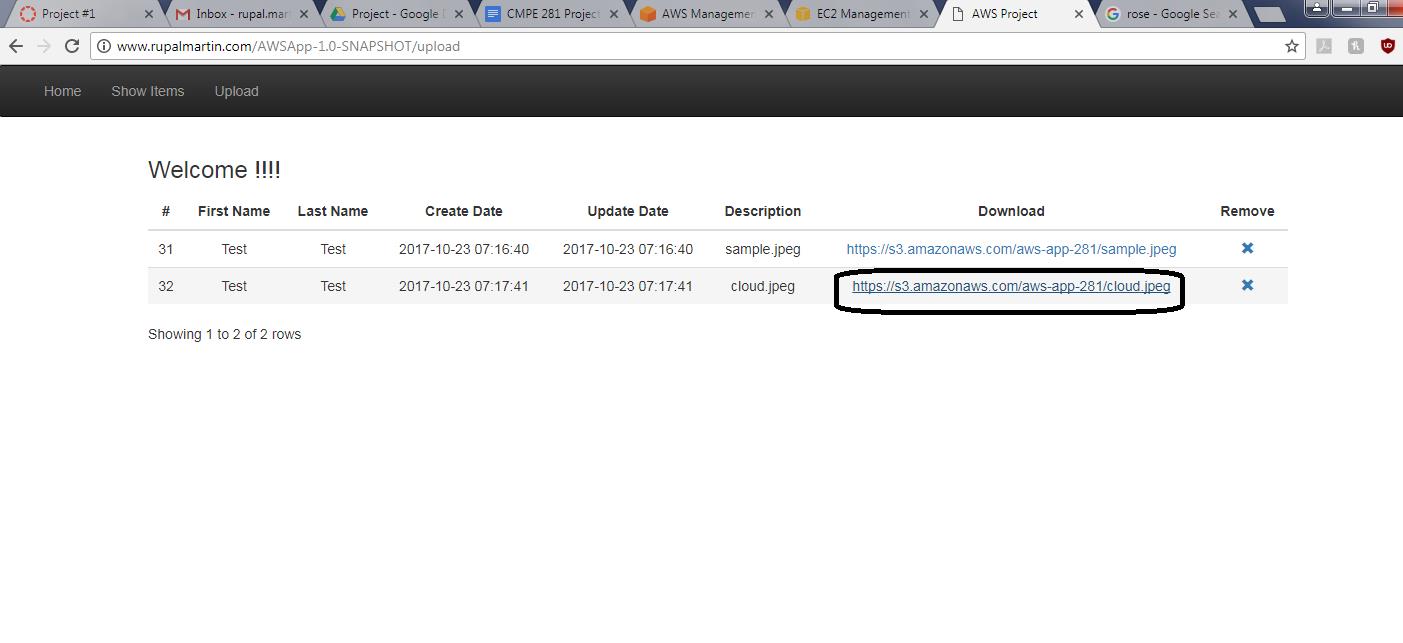 Project #1 Inbox - rupal.mar Project - Google D CMPE 281 Project AWS Managemen EC2 Management AWS Project rose - Google Sea
www.rupalmartin.com/AWSApp-1.0-SNAPSHOT/upload
Home Show Items Upload
Welcome !!!!
# First Name Last Name Create Date Update Date Description Download Remove
31 Test Test 2017-10-23 07:16:40 2017-10-23 07:16:40 sample.jpeg https://s3.amazonaws.com/aws-app-281/sample.jpeg
32 Test Test 2017-10-23 07:17:41 2017-10-23 07:17:41 cloud.jpeg https://s3.amazonaws.com/aws-app-281/cloud.jpeg
Showing 1 to 2 of 2 rows